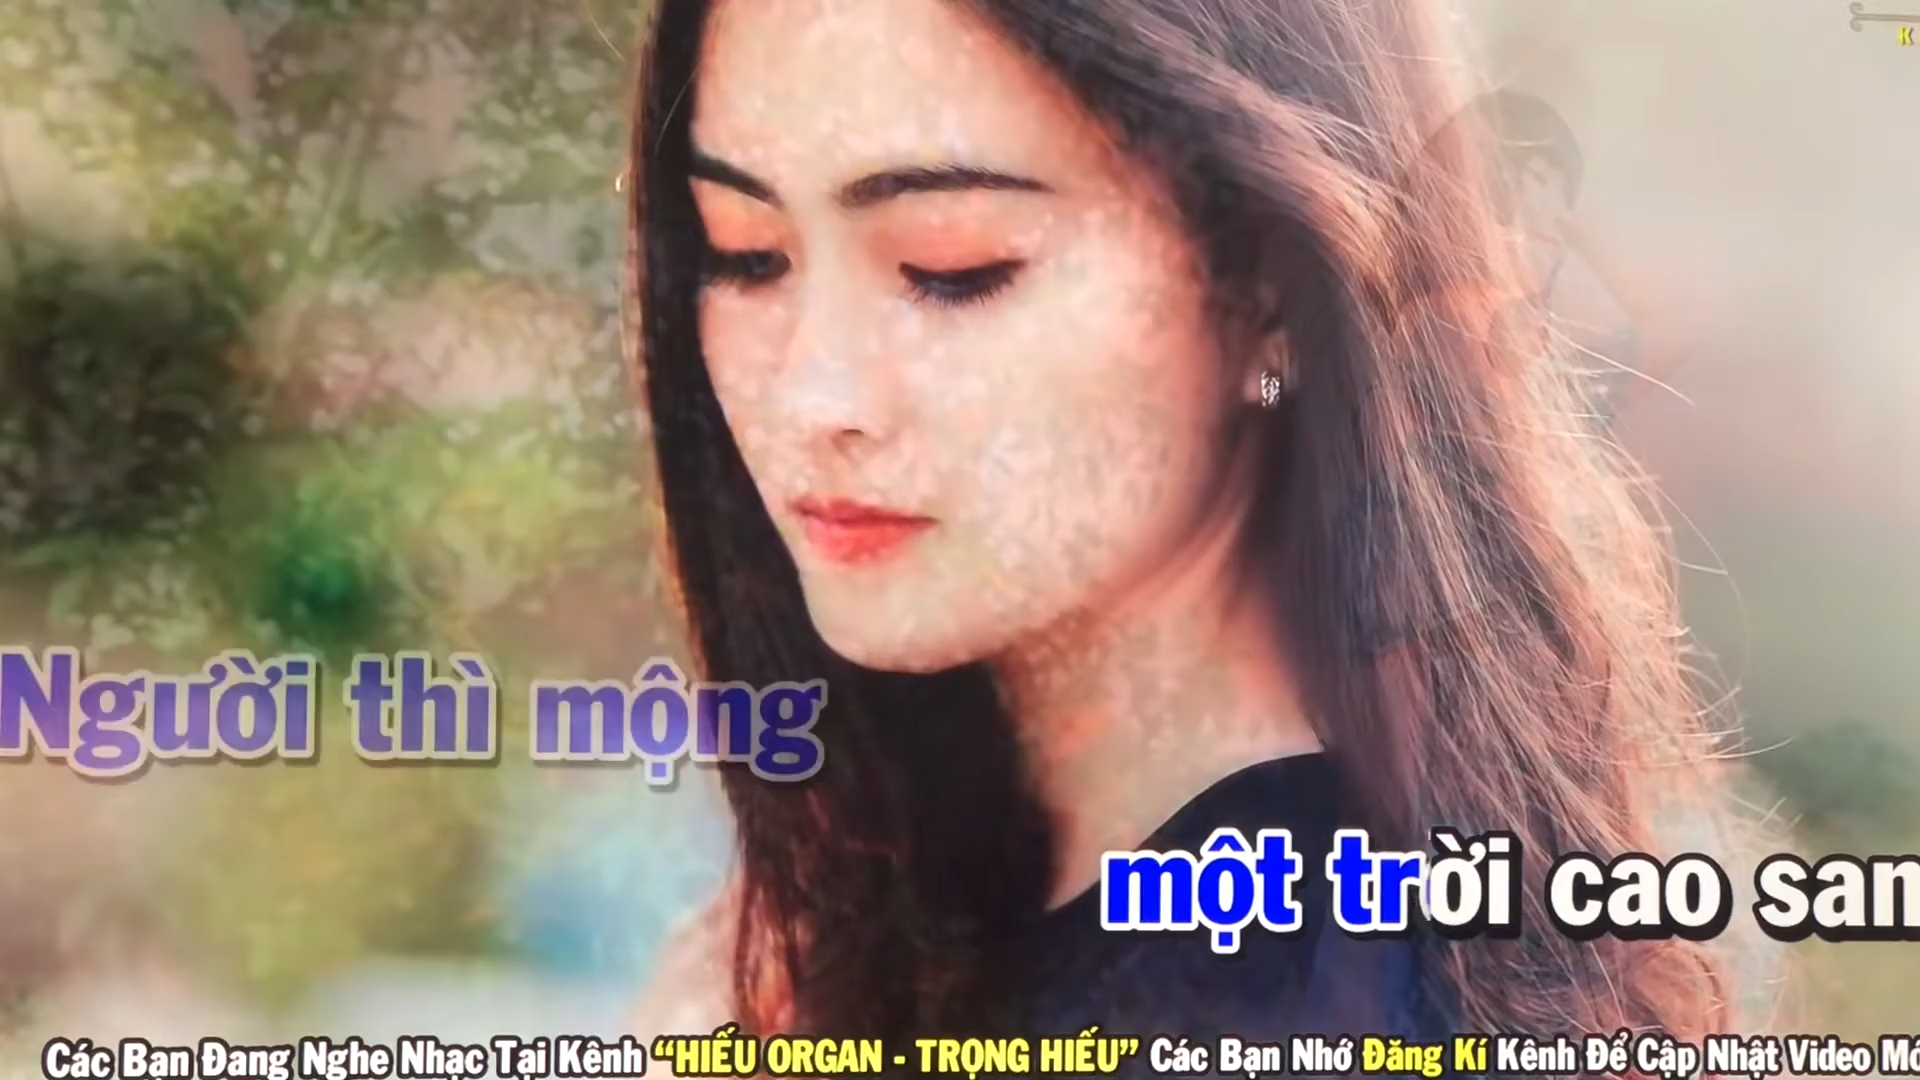 K
Người thì mộng
một trời cao san
Các Bạn Đang Nghe Nhạc Tại Kênh “HIẾU ORGAN - TRỌNG HIẾU” Các Bạn Nhớ Đăng Kí Kênh Để Cập Nhật Video Mớ